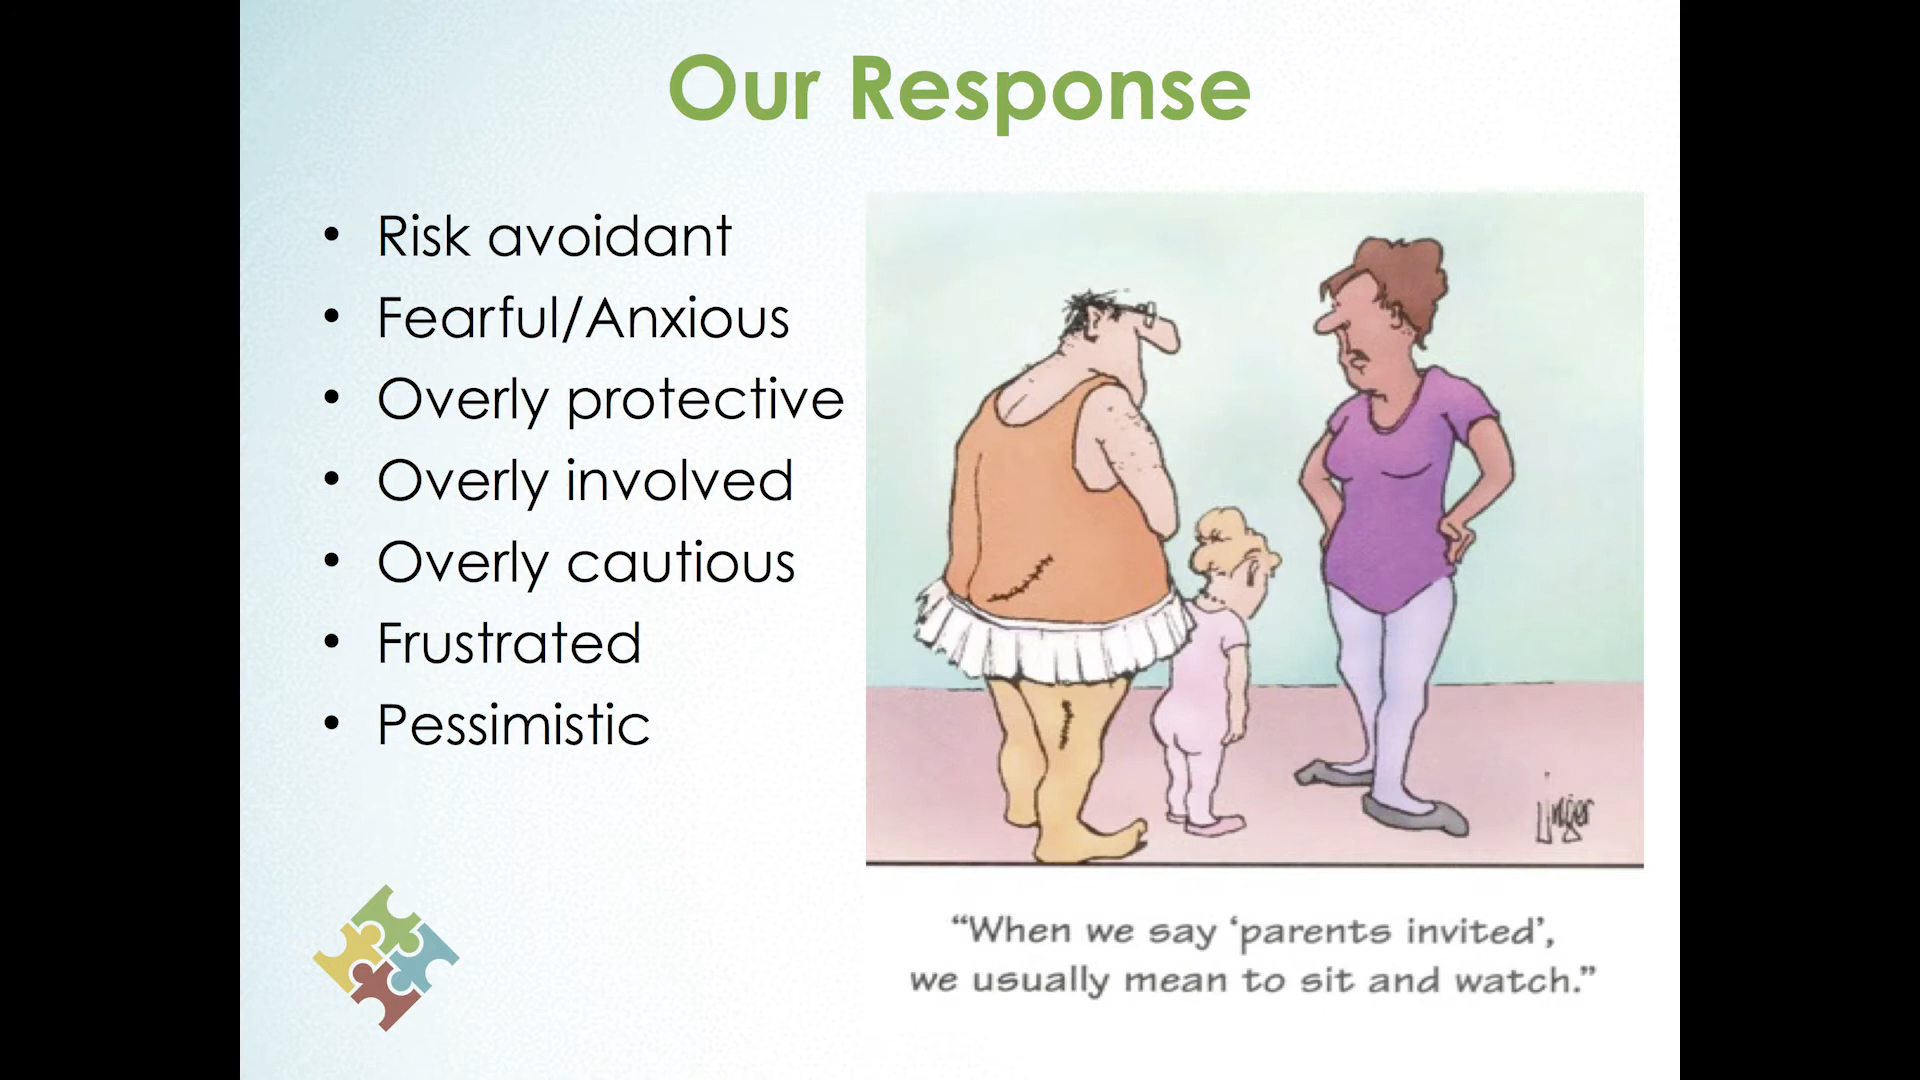 Our Response
• Risk avoidant
• Fearful/Anxious
• Overly protective
• Overly involved
• Overly cautious
• Frustrated
• Pessimistic
Unger
“When we say ‘parents invited’,
we usually mean to sit and watch.”